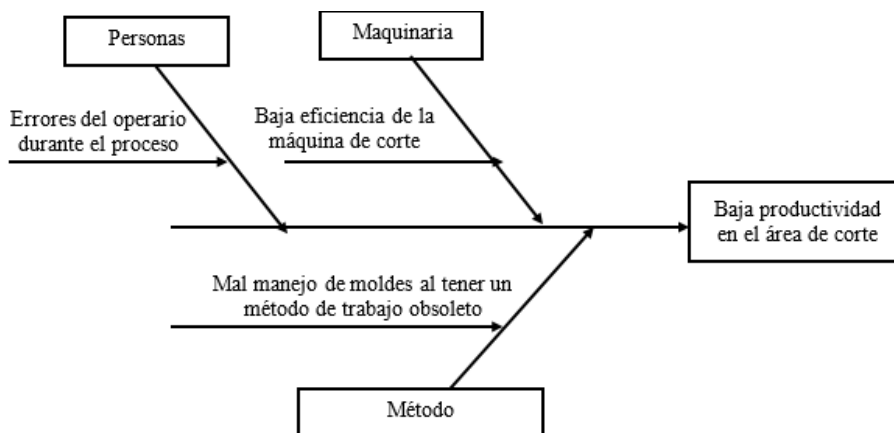 Personas
Maquinaria
Errores del operario
durante el proceso
Baja eficiencia de la
máquina de corte
Baja productividad
en el área de corte
Mal manejo de moldes al tener un
método de trabajo obsoleto
Método